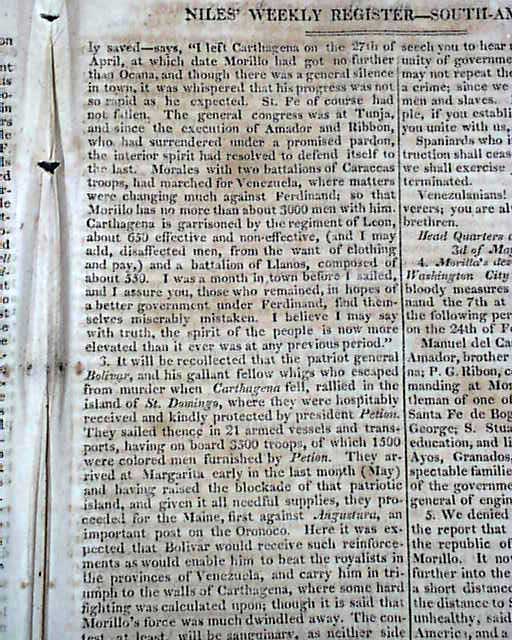 NILES' WEEKLY REGISTER—SOUTH-AM
ly saved—says, "I left Carthagena on the 27th of
April, at which date Morillo had got no further
than Ocana, and though there was a general silence
in town, it was whispered that his progress was not
so rapid as he expected. St. Fe of course had
not fallen. The general congress was at Tunja,
and since the execution of Amador and Ribbon,
who had surrendered under a promised pardon,
the interior spirit had resolved to defend itself to
the last. Morales with two battalions of Caraccas
troops, had marched for Venezuela, where matters
were changing much against Ferdinand; so that
Morillo has no more than about 3000 men with him.
Carthagena is garrisoned by the regiment of Leon,
about 650 effective and non-effective, (and I may
add, disaffected men, from the want of clothing
and pay,) and a battalion of Llanos, composed of
about 350. I was a month in town before I sailed,
and I assure you, those who remained, in hopes of
a better government under Ferdinand, find them-
selves miserably mistaken. I believe I may say
with truth, the spirit of the people is now more
elevated than it ever was at any previous period."
3. It will be recollected that the patriot general
Bolivar, and his gallant fellow whigs who escaped
from murder when Carthagena fell, rallied in the
island of St. Domingo, where they were hospitably
received and kindly protected by president Petion.
They sailed thence in 21 armed vessels and trans-
ports, having on board 3500 troops, of which 1500
were colored men furnished by Petion. They ar-
rived at Margarita early in the last month (May)
and having raised the blockade of that patriotic
island, and given it all needful supplies, they pro-
ceeded for the Maine, first against Angustura, an
important post on the Oronoco. Here it was ex-
pected that Bolivar would receive such reinforce-
ments as would enable him to beat the royalists in
the provinces of Venezuela, and carry him in tri-
umph to the walls of Carthagena, where some hard
fighting was calculated upon; though it is said that
Morillo's force was much dwindled away. The con-
test, at least, will be sanguinary, as neither side
seech you to hear
unity of governme
may not repeat the
a crime; since we
men and slaves.
ple, if you establi
you unite with us,
Spaniards who i
truction shall ceas
we shall exercise
terminated.
Venezulanians!
verers; you are al
brethren.
Head Quarters
3d of May
4. Morillo's de
Washington City
bloody measures
nand the 7th at
the following per
on the 24th of Fe
Manuel del Ca
Amador, brother
na; P. G. Ribon, c
manding at Mom
tleman of one of
Santa Fe de Bog
George; S. Stua
education, and li
Ayos, Granados,
spectable familie
of the governme
general of engin
5. We denied
the report that
the republic of
Morillo. It now
further into the
a short distance
the distance to S
unhealthy, said
America, and a